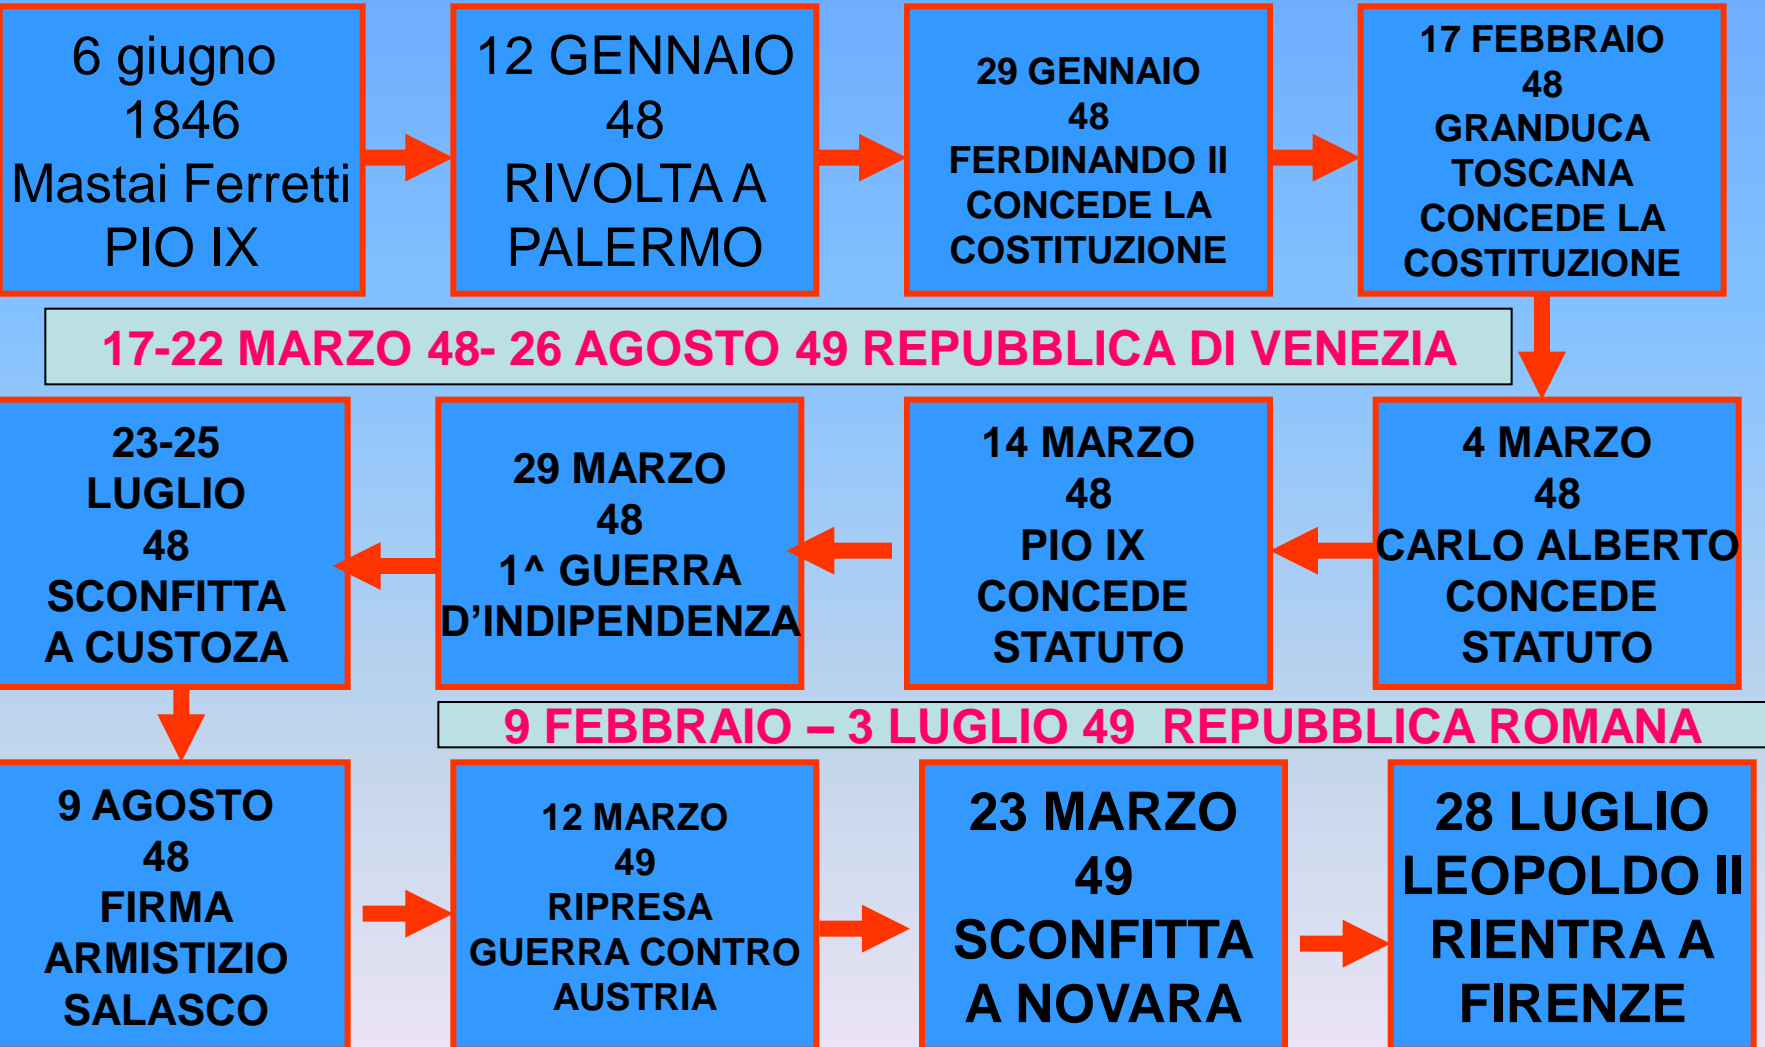 6 giugno
1846
Mastai Ferretti
PIO IX
12 GENNAIO
48
RIVOLTA A
PALERMO
29 GENNAIO
48
FERDINANDO II
CONCEDE LA
COSTITUZIONE
17 FEBBRAIO
48
GRANDUCA
TOSCANA
CONCEDE LA
COSTITUZIONE
17-22 MARZO 48- 26 AGOSTO 49 REPUBBLICA DI VENEZIA
4 MARZO
48
CARLO ALBERTO
CONCEDE
STATUTO
14 MARZO
48
PIO IX
CONCEDE
STATUTO
29 MARZO
48
1^ GUERRA
D’INDIPENDENZA
23-25
LUGLIO
48
SCONFITTA
A CUSTOZA
9 FEBBRAIO – 3 LUGLIO 49 REPUBBLICA ROMANA
9 AGOSTO
48
FIRMA
ARMISTIZIO
SALASCO
12 MARZO
49
RIPRESA
GUERRA CONTRO
AUSTRIA
23 MARZO
49
SCONFITTA
A NOVARA
28 LUGLIO
LEOPOLDO II
RIENTRA A
FIRENZE